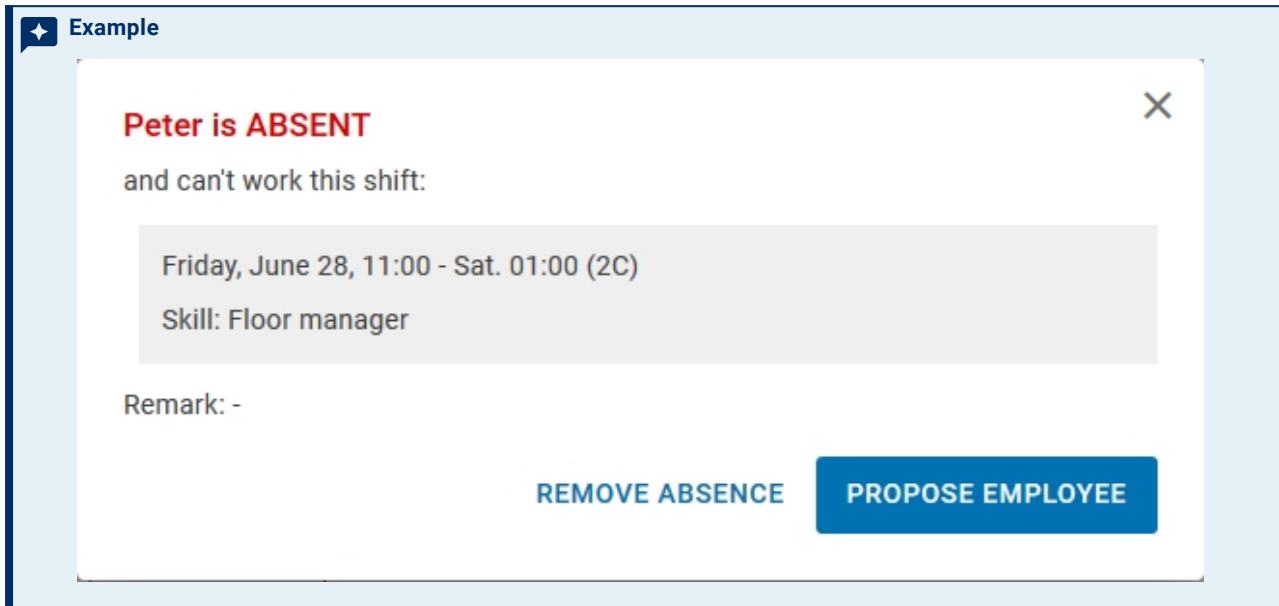 Example
Peter is ABSENT
and can't work this shift:
Friday, June 28, 11:00 - Sat. 01:00 (2C)
Skill: Floor manager
Remark: -
REMOVE ABSENCE PROPOSE EMPLOYEE